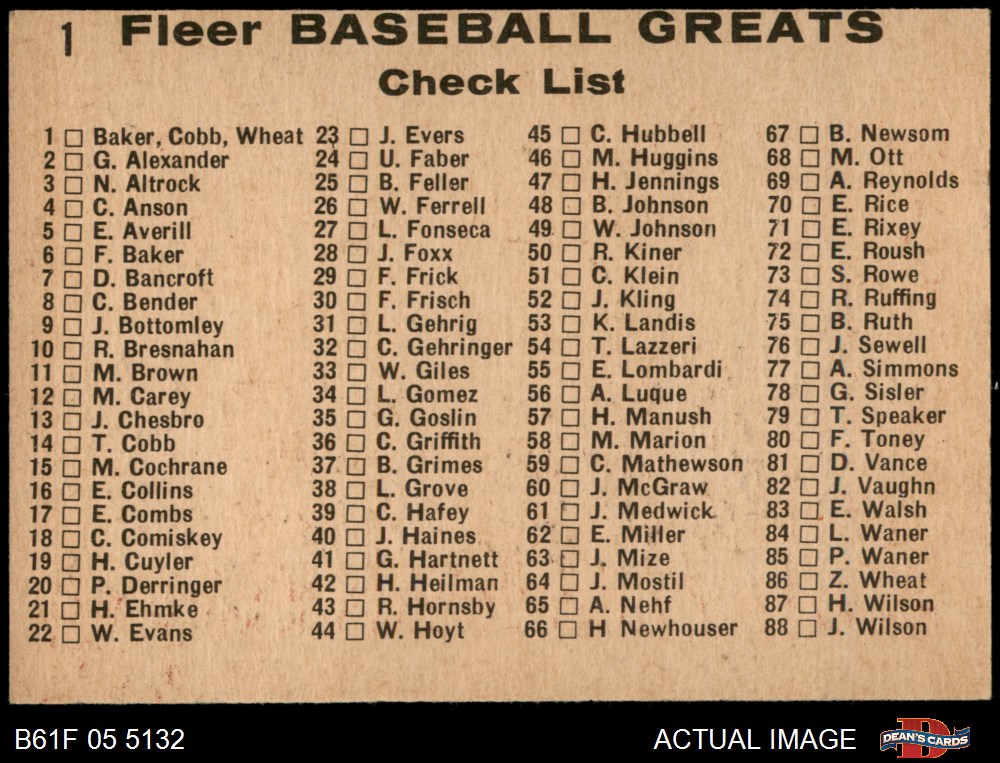 1 Fleer BASEBALL GREATS
Check List
1 Baker, Cobb, Wheat
2 G. Alexander
3 N. Altrock
4 C. Anson
5 E. Averill
6 F. Baker
7 D. Bancroft
8 C. Bender
9 J. Bottomley
10 R. Bresnahan
11 M. Brown
12 M. Carey
13 J. Chesbro
14 T. Cobb
15 M. Cochrane
16 E. Collins
17 E. Combs
18 C. Comiskey
19 H. Cuyler
20 P. Derringer
21 H. Ehmke
22 W. Evans
23 J. Evers
24 U. Faber
25 B. Feller
26 W. Ferrell
27 L. Fonseca
28 J. Foxx
29 F. Frick
30 F. Frisch
31 L. Gehrig
32 C. Gehringer
33 W. Giles
34 L. Gomez
35 G. Goslin
36 C. Griffith
37 B. Grimes
38 L. Grove
39 C. Hafey
40 J. Haines
41 G. Hartnett
42 H. Heilman
43 R. Hornsby
44 W. Hoyt
45 C. Hubbell
46 M. Huggins
47 H. Jennings
48 B. Johnson
49 W. Johnson
50 R. Kiner
51 C. Klein
52 J. Kling
53 K. Landis
54 T. Lazzeri
55 E. Lombardi
56 A. Luque
57 H. Manush
58 M. Marion
59 C. Mathewson
60 J. McGraw
61 J. Medwick
62 E. Miller
63 J. Mize
64 J. Mostil
65 A. Nehf
66 H Newhouser
67 B. Newsom
68 M. Ott
69 A. Reynolds
70 E. Rice
71 E. Rixey
72 E. Roush
73 S. Rowe
74 R. Ruffing
75 B. Ruth
76 J. Sewell
77 A. Simmons
78 G. Sisler
79 T. Speaker
80 F. Toney
81 D. Vance
82 J. Vaughn
83 E. Walsh
84 L. Waner
85 P. Waner
86 Z. Wheat
87 H. Wilson
88 J. Wilson
B61F 05 5132
ACTUAL IMAGE
D
DEAN'S CARDS